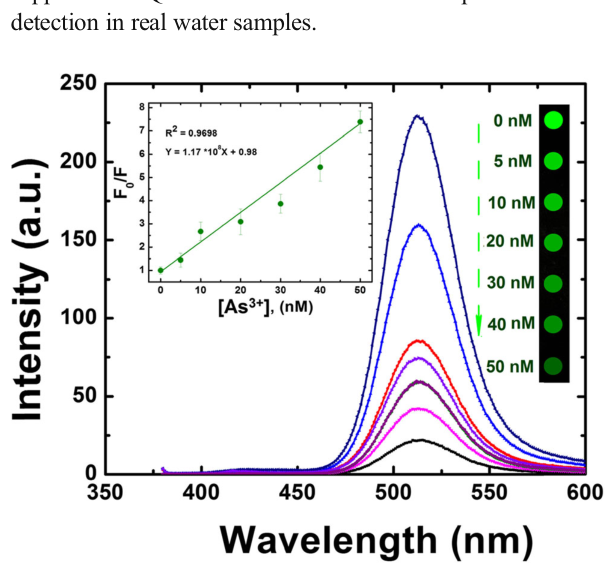 detection in real water samples.
250
200
150
100
50
0
350
400
450
500
550
600
Intensity (a.u.)
Wavelength (nm)
8
7
6
5
4
3
2
1
0
10
20
30
40
50
F0/F
[As3+], (nM)
R2 = 0.9698
Y = 1.17 *108X + 0.98
0 nM
5 nM
10 nM
20 nM
30 nM
40 nM
50 nM